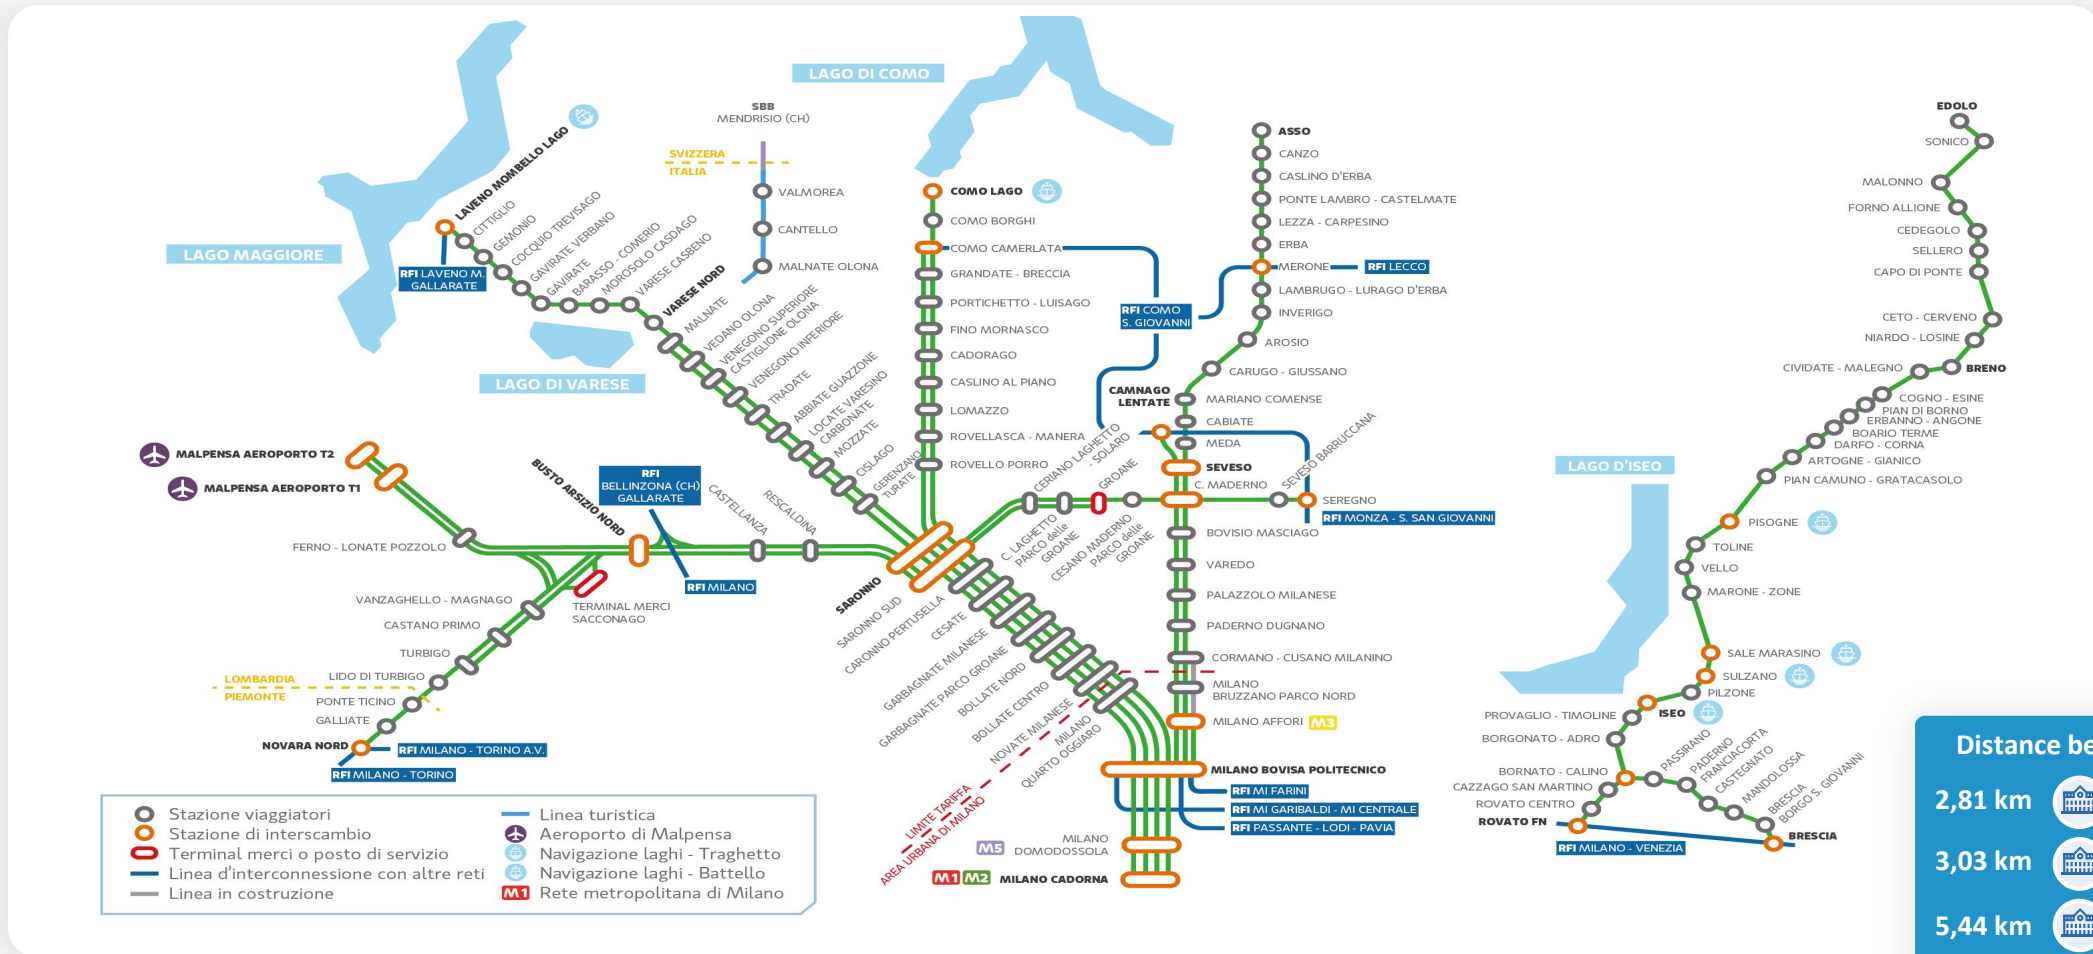 LAGO DI COMO
LAGO MAGGIORE
LAGO DI VARESE
LAGO D'ISEO
SBB
MENDRISIO (CH)
SVIZZERA
ITALIA
VALMOREA
CANTELLO
MALNATE OLONA
LAVENO MOMBELLO LAGO
CITTIGLIO
GEMONIO
COCQUIO TREVISAGO
GAVIRATE VERBANO
GAVIRATE
BARASSO - COMERIO
MOROSOLO CASDAGO
VARESE CASBENO
VARESE NORD
MALNATE
VEDANO OLONA
VENEGONO SUPERIORE
CASTIGLIONE OLONA
VENEGONO INFERIORE
TRADATE
ABBIATE GUAZZONE
LOCATE VARESINO
CARBONATE
MOZZATE
CISLAGO
GERENZANO
TURATE
RFI LAVENO M.
GALLARATE
COMO LAGO
COMO BORGHI
COMO CAMERLATA
GRANDATE - BRECCIA
PORTICHETTO - LUISAGO
FINO MORNASCO
CADORAGO
CASLINO AL PIANO
LOMAZZO
ROVELLASCA - MANERA
ROVELLO PORRO
RFI COMO
S. GIOVANNI
ASSO
CANZO
CASLINO D'ERBA
PONTE LAMBRO - CASTELMATE
LEZZA - CARPESINO
ERBA
MERONE
RFI LECCO
LAMBRUGO - LURAGO D'ERBA
INVERIGO
AROSIO
CARUGO - GIUSSANO
MARIANO COMENSE
CABIATE
MEDA
CAMNAGO
LENTATE
SEVESO
C. MADERNO
SEVESO BARRUCCANA
SEREGNO
RFI MONZA - S. SAN GIOVANNI
CERIANO LAGHETTO
- SOLARO
GROANE
C. LAGHETTO
PARCO delle
GROANE
CESANO MADERNO
PARCO delle
GROANE
BOVISIO MASCIAGO
VAREDO
PALAZZOLO MILANESE
PADERNO DUGNANO
CORMANO - CUSANO MILANINO
MILANO
BRUZZANO PARCO NORD
MILANO AFFORI M3
MILANO BOVISA POLITECNICO
RFI MI FARINI
RFI MI GARIBALDI - MI CENTRALE
RFI PASSANTE - LODI - PAVIA
M5
MILANO
DOMODOSSOLA
M1 M2 MILANO CADORNA
MALPENSA AEROPORTO T2
MALPENSA AEROPORTO T1
FERNO - LONATE POZZOLO
BUSTO ARSIZIO NORD
RFI
BELLINZONA (CH)
GALLARATE
RFI MILANO
CASTELLANZA
RESCALDINA
SARONNO
SARONNO SUD
CARONNO PERTUSELLA
CESATE
GARBAGNATE MILANESE
GARBAGNATE PARCO GROANE
BOLLATE NORD
BOLLATE CENTRO
NOVATE MILANESE
MILANO
QUARTO OGGIARO
LIMITE TARIFFA
AREA URBANA DI MILANO
TERMINAL MERCI
SACCONAGO
VANZAGHELLO - MAGNAGO
CASTANO PRIMO
TURBIGO
LIDO DI TURBIGO
LOMBARDIA
PIEMONTE
PONTE TICINO
GALLIATE
NOVARA NORD
RFI MILANO - TORINO A.V.
RFI MILANO - TORINO
EDOLO
SONICO
MALONNO
FORNO ALLIONE
CEDEGOLO
SELLERO
CAPO DI PONTE
CETO - CERVENO
NIARDO - LOSINE
BRENO
CIVIDATE - MALEGNO
COGNO - ESINE
PIAN DI BORNO
ERBANNO - ANGONE
BOARIO TERME
DARFO - CORNA
ARTOGNE - GIANICO
PIAN CAMUNO - GRATACASOLO
PISOGNE
TOLINE
VELLO
MARONE - ZONE
SALE MARASINO
SULZANO
PILZONE
ISEO
PROVAGLIO - TIMOLINE
BORGONATO - ADRO
BORNATO - CALINO
CAZZAGO SAN MARTINO
ROVATO CENTRO
ROVATO FN
RFI MILANO - VENEZIA
PASSIRANO
PADERNO
FRANCIACORTA
CASTEGNATO
MANDOLOSSA
BRESCIA
BORGO S. GIOVANNI
BRESCIA
Stazione viaggiatori
Stazione di interscambio
Terminal merci o posto di servizio
Linea d'interconnessione con altre reti
Linea in costruzione
Linea turistica
Aeroporto di Malpensa
Navigazione laghi - Traghetto
Navigazione laghi - Battello
M1 Rete metropolitana di Milano
Distance be
2,81 km
3,03 km
5,44 km